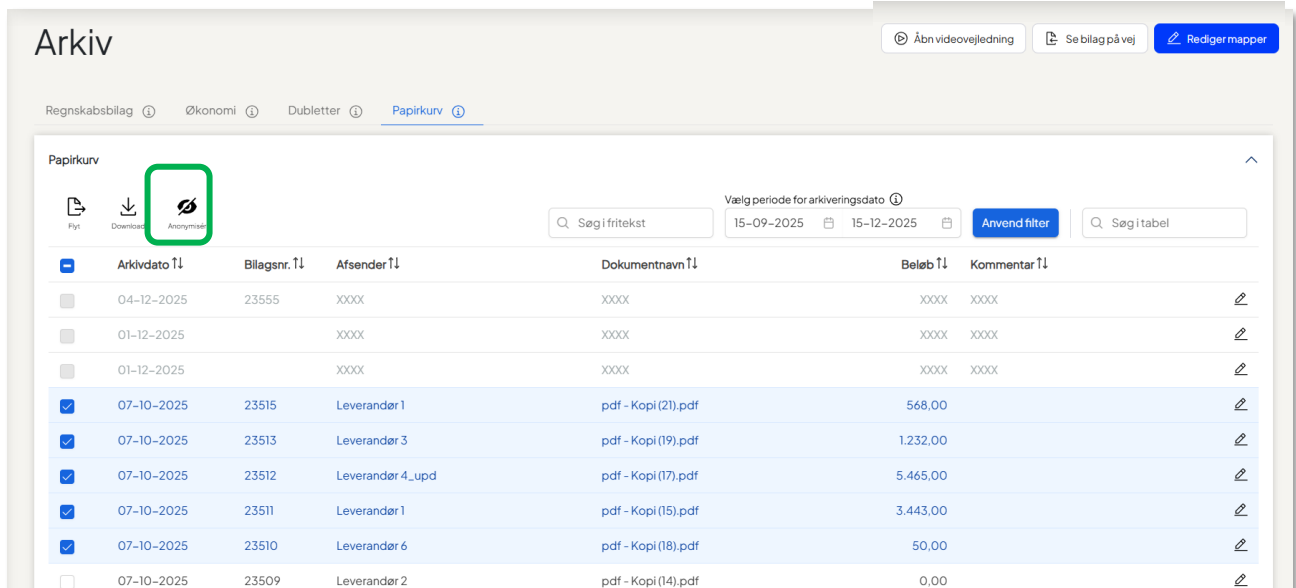 Arkiv
Åbn videovejledning Se bilag på vej Rediger mapper
Regnskabsbilag Økonomi Dubletter Papirkurv
Papirkurv
Vælg periode for arkiveringsdato
Søg i fritekst 15-09-2025 15-12-2025 Anvend filter Søg i tabel
Flyt Download Anonymisér
Arkivdato Bilagsnr. Afsender Dokumentnavn Beløb Kommentar
04-12-2025 23555 XXXX XXXX XXXX XXXX
01-12-2025 XXXX XXXX XXXX XXXX
01-12-2025 XXXX XXXX XXXX XXXX
07-10-2025 23515 Leverandør 1 pdf - Kopi (21).pdf 568,00
07-10-2025 23513 Leverandør 3 pdf - Kopi (19).pdf 1.232,00
07-10-2025 23512 Leverandør 4_upd pdf - Kopi (17).pdf 5.465,00
07-10-2025 23511 Leverandør 1 pdf - Kopi (15).pdf 3.443,00
07-10-2025 23510 Leverandør 6 pdf - Kopi (18).pdf 50,00
07-10-2025 23509 Leverandør 2 pdf - Kopi (14).pdf 0,00